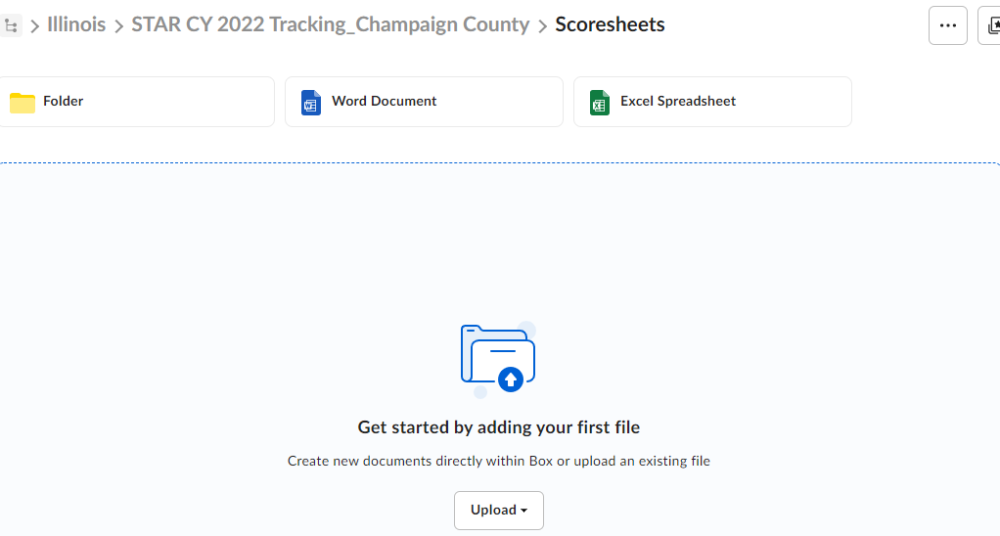 Illinois > STAR CY 2022 Tracking_Champaign County > Scoresheets
Folder
Word Document
Excel Spreadsheet
Get started by adding your first file
Create new documents directly within Box or upload an existing file
Upload